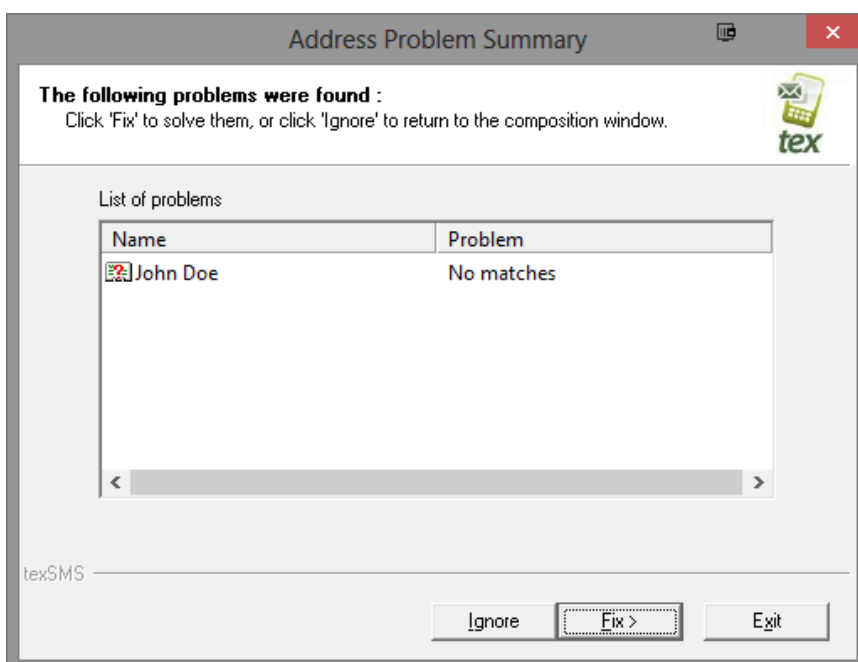 Address Problem Summary
The following problems were found :
Click 'Fix' to solve them, or click 'Ignore' to return to the composition window.
tex
List of problems
Name Problem
John Doe No matches
texSMS
Ignore Fix > Exit